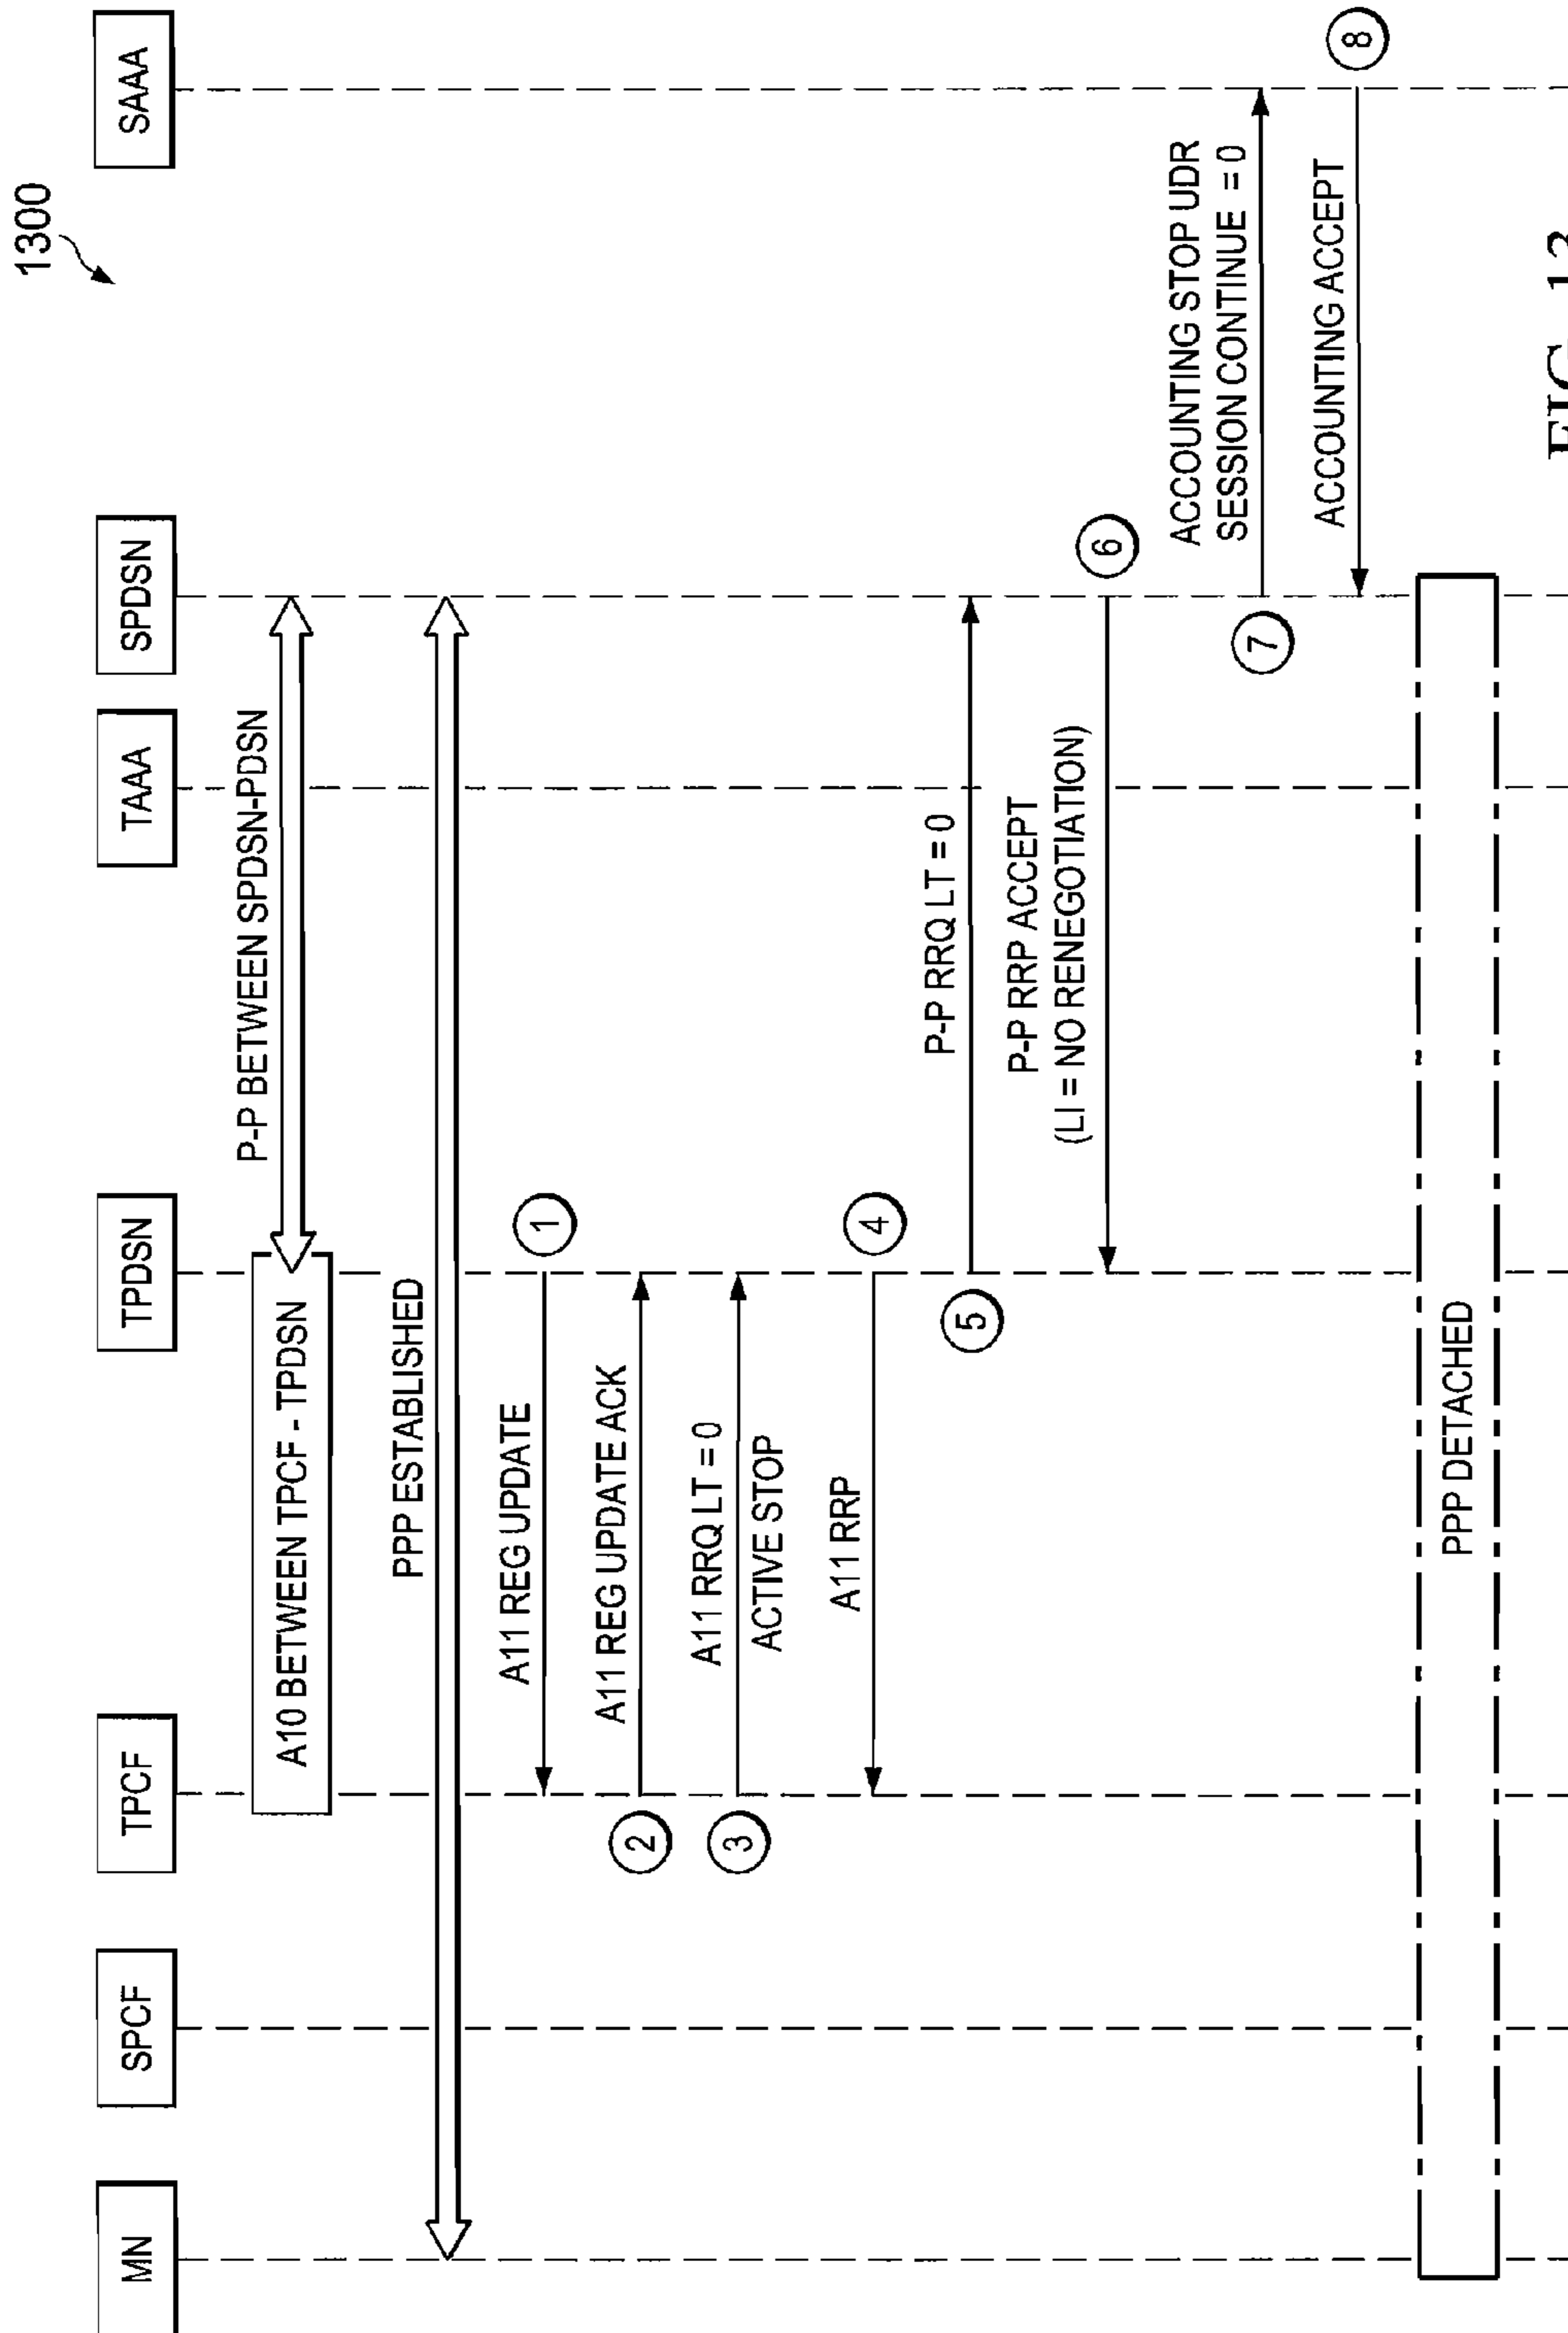 1300
MN
SPCF
TPCF
TPDSN
TAAA
SPDSN
SAAA
A10 BETWEEN TPCF - TPDSN
P-P BETWEEN SPDSN-PDSN
PPP ESTABLISHED
A11 REG UPDATE
1
A11 REG UPDATE ACK
2
A11 RRQ LT = 0
ACTIVE STOP
3
A11 RRP
4
P-P RRQ LT = 0
5
P-P RRP ACCEPT
(LI = NO RENEGOTIATION)
6
ACCOUNTING STOP UDR
SESSION CONTINUE = 0
7
ACCOUNTING ACCEPT
8
PPP DETACHED
FIG. 13